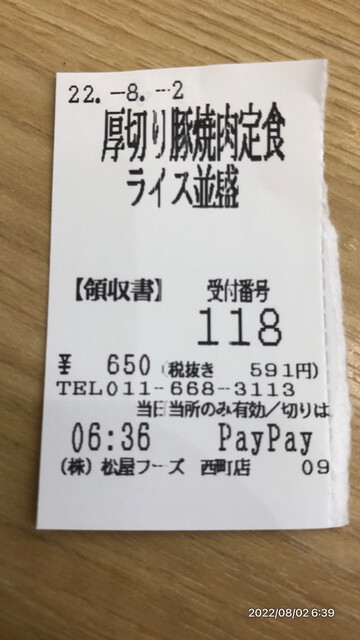 22.-8.-2
厚切り豚焼肉定食
ライス並盛
【領収書】 受付番号
118
¥ 650 (税抜き 591円)
TEL011-668-3113
当日当所のみ有効/切りは
06:36 PayPay
(株)松屋フーズ 西町店 09
2022/08/02 6:39